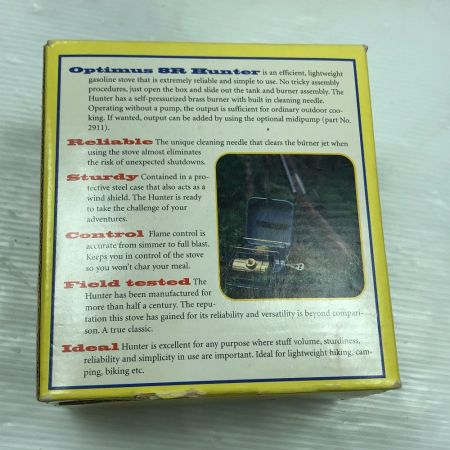 Optimus 8R Hunter is an efficient, lightweight
gasoline stove that is extremely reliable and simple to use. No tricky assembly
procedures, just open the box and slide out the tank and burner assembly. The
Hunter has a self-pressurized brass burner with built in cleaning needle.
Operating without a pump, the output is sufficient for ordinary outdoor coo-
king. If wanted, output can be added by using the optional midipump (part No.
2911).
Reliable The unique cleaning needle that clears the burner jet when
using the stove almost eliminates
the risk of unexpected shutdowns.
Sturdy Contained in a pro-
tective steel case that also acts as a
wind shield. The Hunter is ready
to take the challenge of your
adventures.
Control Flame control is
accurate from simmer to full blast.
Keeps you in control of the stove
so you won't char your meal.
Field tested The
Hunter has been manufactured for
more than half a century. The repu-
tation this stove has gained for its reliability and versatility is beyond compari-
son. A true classic.
Ideal Hunter is excellent for any purpose where stuff volume, sturdiness,
reliability and simplicity in use are important. Ideal for lightweight hiking, cam-
ping, biking etc.